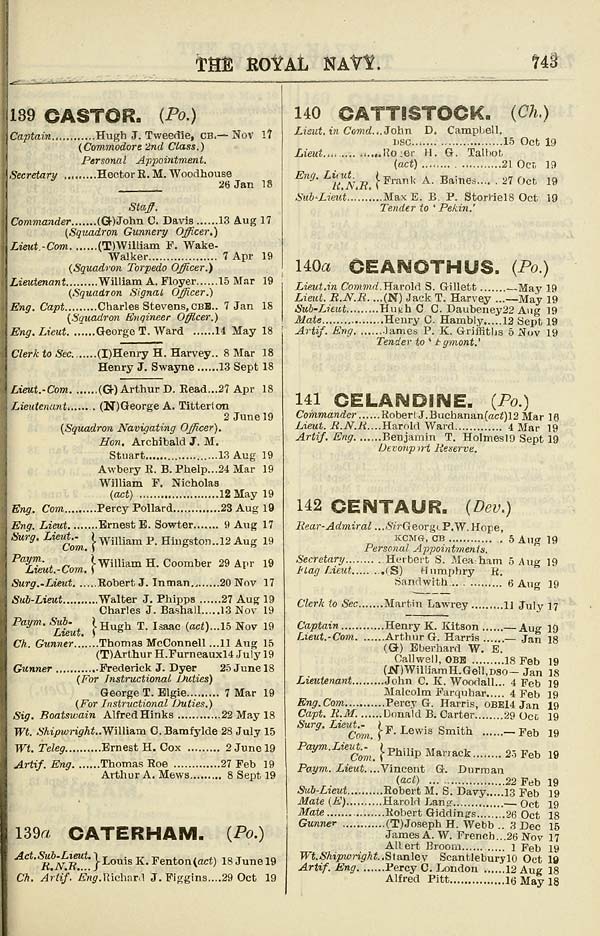 THE ROYAL NAVY.
743
139 CASTOR. (Po.)
Captain............Hugh J. Tweedie, CB.— Nov 17
(Commodore 2nd Class.)
Personal Appointment.
Secretary ........Hector R. M. Woodhouse
26 Jan 18
Staff.
Commander .......(G)John C. Davis ......13 Aug 17
(Squadron Gunnery Officer.)
Lieut.-Com. ......(T)William F. Wake-
Walker................... 7 Apr 19
(Squadron Torpedo Officer.)
Lieutenant........William A. Floyer......15 Mar 19
(Squadron Signal Officer.)
Eng. Capt.........Charles Stevens, CBE.. 7 Jan 18
(Squadron Engineer Officer.)
Eng. Lieut. ......George T. Ward ......14 May 18
Clerk to Sec. .....(I)Henry H. Harvey.. 8 Mar 18
Henry J. Swayne ......13 Sept 18
Lieut.-Com. ......(G) Arthur D. Read...27 Apr 18
Lieutenant....... (N)George A. Titterton
2 June 19
(Squadron Navigating Officer).
Hon. Archibald J. M.
Stuart....................13 Aug 19
Awbery R. B. Phelp...24 Mar 19
William F. Nicholas
(act) ......................12 May 19
Eng. Com..........Percy Pollard.............23 Aug 19
Eng. Lieut. ......Ernest E. Sowter....... 9 Aug 17
Surg. Lieut.-
Com. } William P. Hingston..12 Aug 19
Paym.
Lieut.-Com. } William H. Coomber 29 Apr 19
Surg.-Lieut. .....Robert J. Inman........20 Nov 17
Sub-Lieut.........Walter J. Phipps ......27 Aug 19
Charles J. Bashall....13 Nov 19
Paym. Sub-
Lieut. } Hugh T. Isaac (act)...15 Nov 19
Ch. Gunner.......Thomas McConnell ...11 Aug 15
(T)Arthur H.Furneaux14 July 19
Gunner ...........Frederick J. Dyer 25 June 18
(For Instructional Duties)
George T. Elgie......... 7 Mar 19
(For Instructional Duties.)
Sig. Boatswain Alfred Hinks ............22 May 18
Wt. Shipwright..William C. Bamfylde 28 July 15
Wt. Teleg..........Ernest H. Cox ......... 2 June 19
Artif. Eng. ......Thomas Roe ............27 Feb 19
Arthur A. Mews......... 8 Sept 19
139a CATERHAM. (Po.)
Act.Sub-Lieut.
R.N.R.... } Louis K. Fenton (act) 18 June 19
Ch. Artif. Eng.Richard J. Figgins....29 Oct 19
140 CATTISTOCK. (Ch.)
Lieut. in Comd...John D. Campbell,
DSC........................15 Oct 19
Lieut...............Roger H. G. Talbot
(act) ......................21 Oct 19
Eng. Lieut.
R.N.R. { Frank A. Baines.... 27 Oct 19
Sub-Lieut.........Max E. B. P. Storrie18 Oct 19
Tender to 'Pekin.'
140a CEANOTHUS. (Po.)
Lieut.in Commd.Harold S. Gillett .......—May 19
Lieut. R.N.R. ...(N) Jack T. Harvey ...—May 19
Sub-Lieut.........Hugh C. C. Daubeney22 Aug 19
Mate................Henry C. Hambly.....12 Sept 19
Artif. Eng. ......James P. K. Griffiths 5 Nov 19
Tender to 'Egmont.'
141 CELANDINE. (Po.)
Commander......Robert J.Buchanan(act)12 Mar 18
Lieut. R.N.R....Harold Ward............. 4 Mar 19
Artif. Eng. ......Benjamin T. Holmes19 Sept 19
Devonport Reserve.
142 CENTAUR. (Dev.)
Rear-Admiral ...Sir George P.W. Hope,
KCMG, CB ............. 5 Aug 19
Personal Appointments.
Secretary........ Herbert S. Measham 5 Aug 19
Flag Lieut.......(S) Humphry R.
Sandwith ............ 6 Aug 19
Clerk to Sec......Martin Lawrey .........11 July 17
Captain ...........Henry K. Kitson ......— Aug 19
Lieut.-Com. ......Arthur G. Harris ......— Jan 18
(G) Eberhard W. E.
Callwell, OBE .........18 Feb 19
(N)William H.Gell, DSO— Jan 18
Lieutenant........John C. K. Woodall... 4 Feb 19
Malcolm Farquhar..... 4 Feb 19
Eng.Com..........Percy G. Harris, OBE14 Jan 19
Capt. R.M. ......Donald B. Carter........29 Oct 19
Surg. Lieut.-
Com. { F. Lewis Smith ......— Feb 19
Paym.Lieut.-
Com. { Philip Marrack ........ 25 Feb 19
Paym. Lieut....Vincent G. Durman
(act) .....................22 Feb 19
Sub-Lieut.........Robert M. S. Davy....13 Feb 19
Mate (E)..........Harold Lang..............— Oct 19
Mate ...............Robert Giddings........26 Oct 18
Gunner ............(T)Joseph H. Webb .. 3 Dec 15
James A. W. French...26 Nov 17
Albert Broom............ 1 Feb 19
Wt.Shipwright..Stanley Scantlebury10 Oct 19
Artif. Eng. ......Percy C. London ......12 Aug 18
Alfred Pitt...............16 May 18